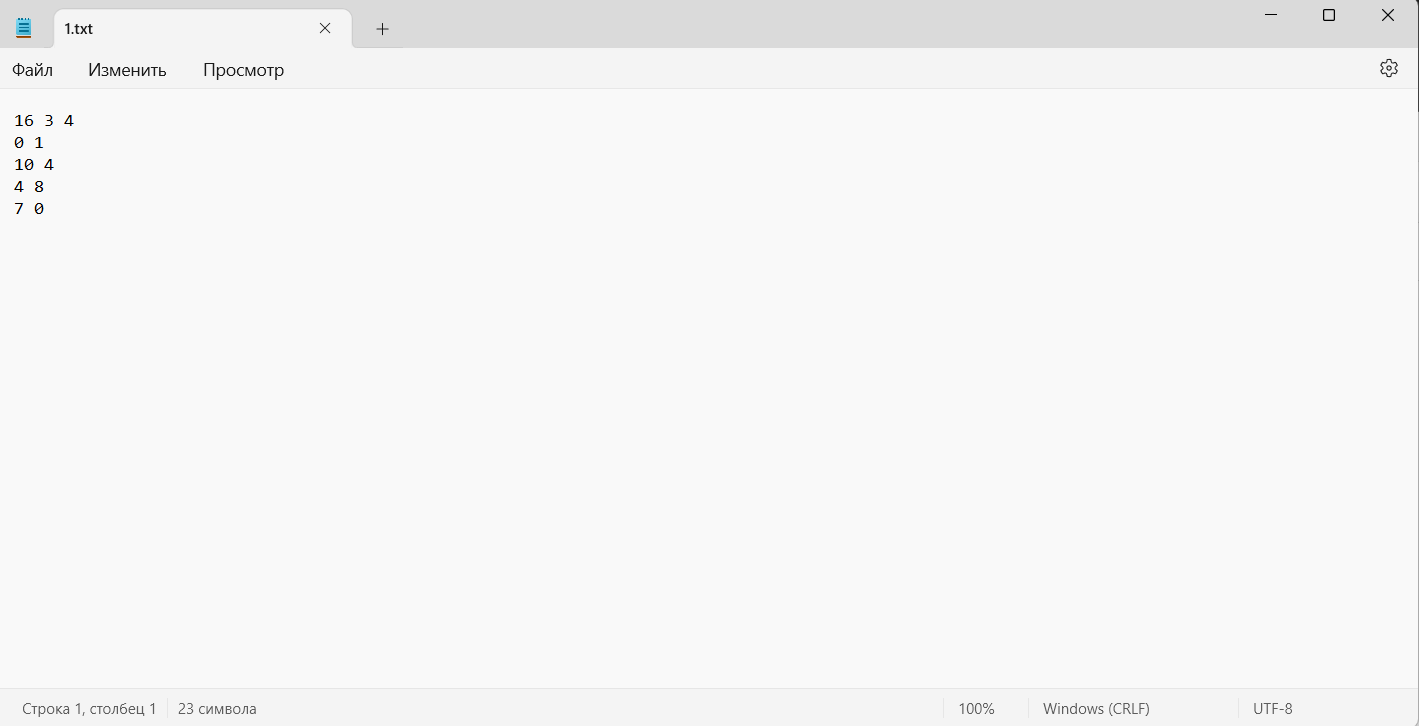 1.txt
Файл Изменить Просмотр
16 3 4
0 1
10 4
4 8
7 0
Строка 1, столбец 1 23 символа 100% Windows (CRLF) UTF-8